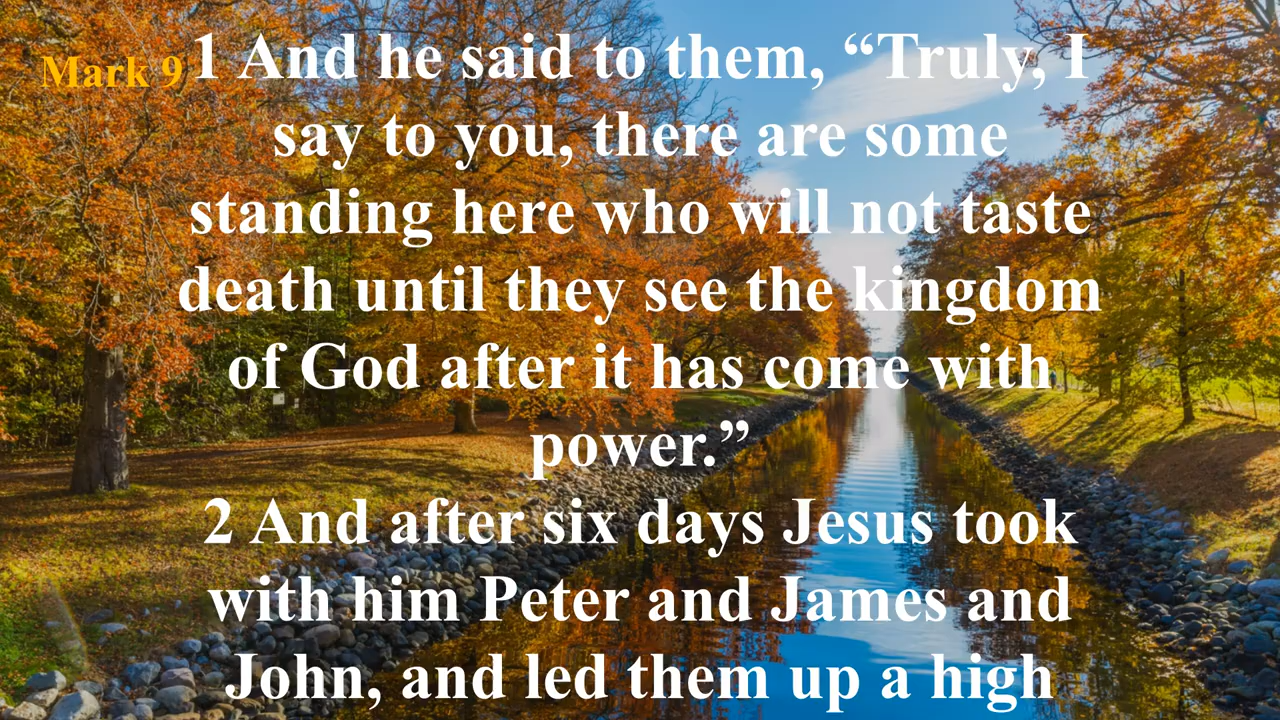 Mark 9
1 And he said to them, “Truly, I
say to you, there are some
standing here who will not taste
death until they see the kingdom
of God after it has come with
power.”
2 And after six days Jesus took
with him Peter and James and
John, and led them up a high